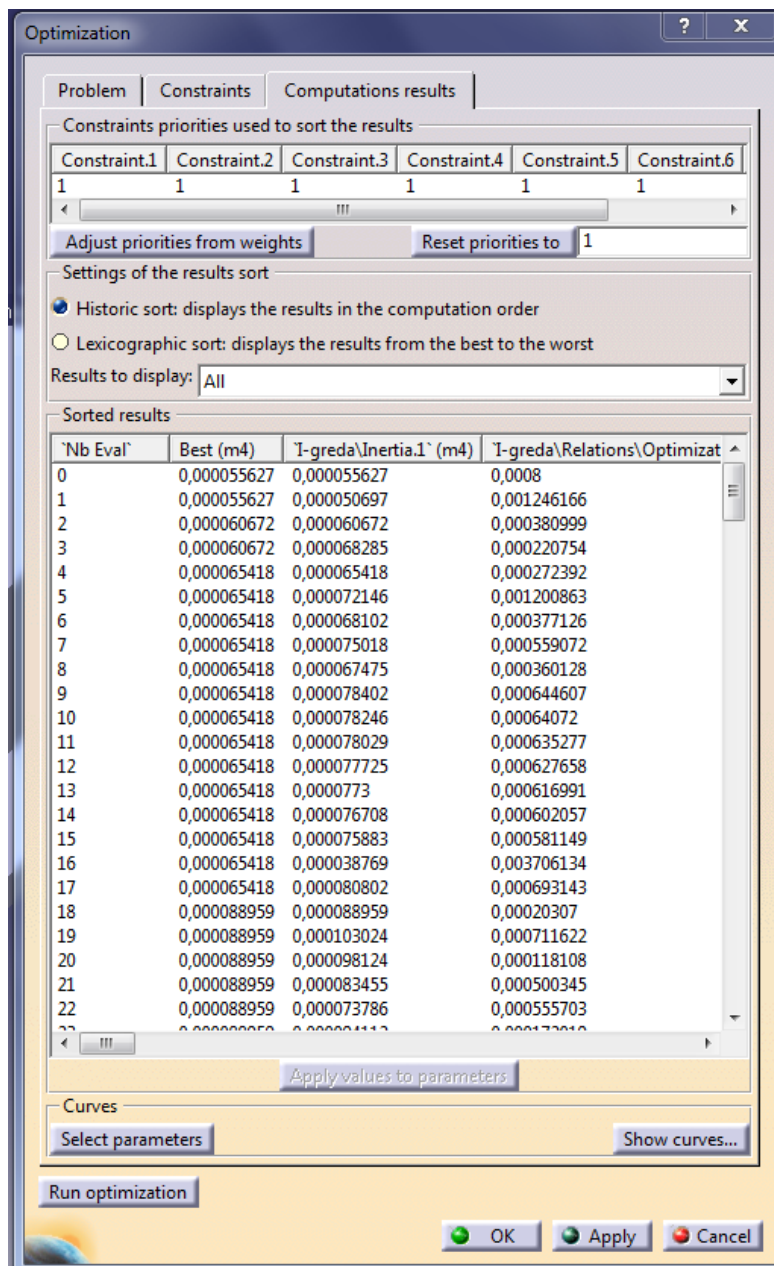 Optimization
? X
Problem Constraints Computations results
Constraints priorities used to sort the results
Constraint.1 Constraint.2 Constraint.3 Constraint.4 Constraint.5 Constraint.6
1 1 1 1 1 1
Adjust priorities from weights Reset priorities to 1
Settings of the results sort
Historic sort: displays the results in the computation order
Lexicographic sort: displays the results from the best to the worst
Results to display: All
Sorted results
`Nb Eval` Best (m4) `I-greda\Inertia.1` (m4) `I-greda\Relations\Optimizat
0 0,000055627 0,000055627 0,0008
1 0,000055627 0,000050697 0,001246166
2 0,000060672 0,000060672 0,000380999
3 0,000060672 0,000068285 0,000220754
4 0,000065418 0,000065418 0,000272392
5 0,000065418 0,000072146 0,001200863
6 0,000065418 0,000068102 0,000377126
7 0,000065418 0,000075018 0,000559072
8 0,000065418 0,000067475 0,000360128
9 0,000065418 0,000078402 0,000644607
10 0,000065418 0,000078246 0,00064072
11 0,000065418 0,000078029 0,000635277
12 0,000065418 0,000077725 0,000627658
13 0,000065418 0,0000773 0,000616991
14 0,000065418 0,000076708 0,000602057
15 0,000065418 0,000075883 0,000581149
16 0,000065418 0,000038769 0,003706134
17 0,000065418 0,000080802 0,000693143
18 0,000088959 0,000088959 0,00020307
19 0,000088959 0,000103024 0,000711622
20 0,000088959 0,000098124 0,000118108
21 0,000088959 0,000083455 0,000500345
22 0,000088959 0,000073786 0,000555703
Apply values to parameters
Curves
Select parameters Show curves...
Run optimization
OK Apply Cancel